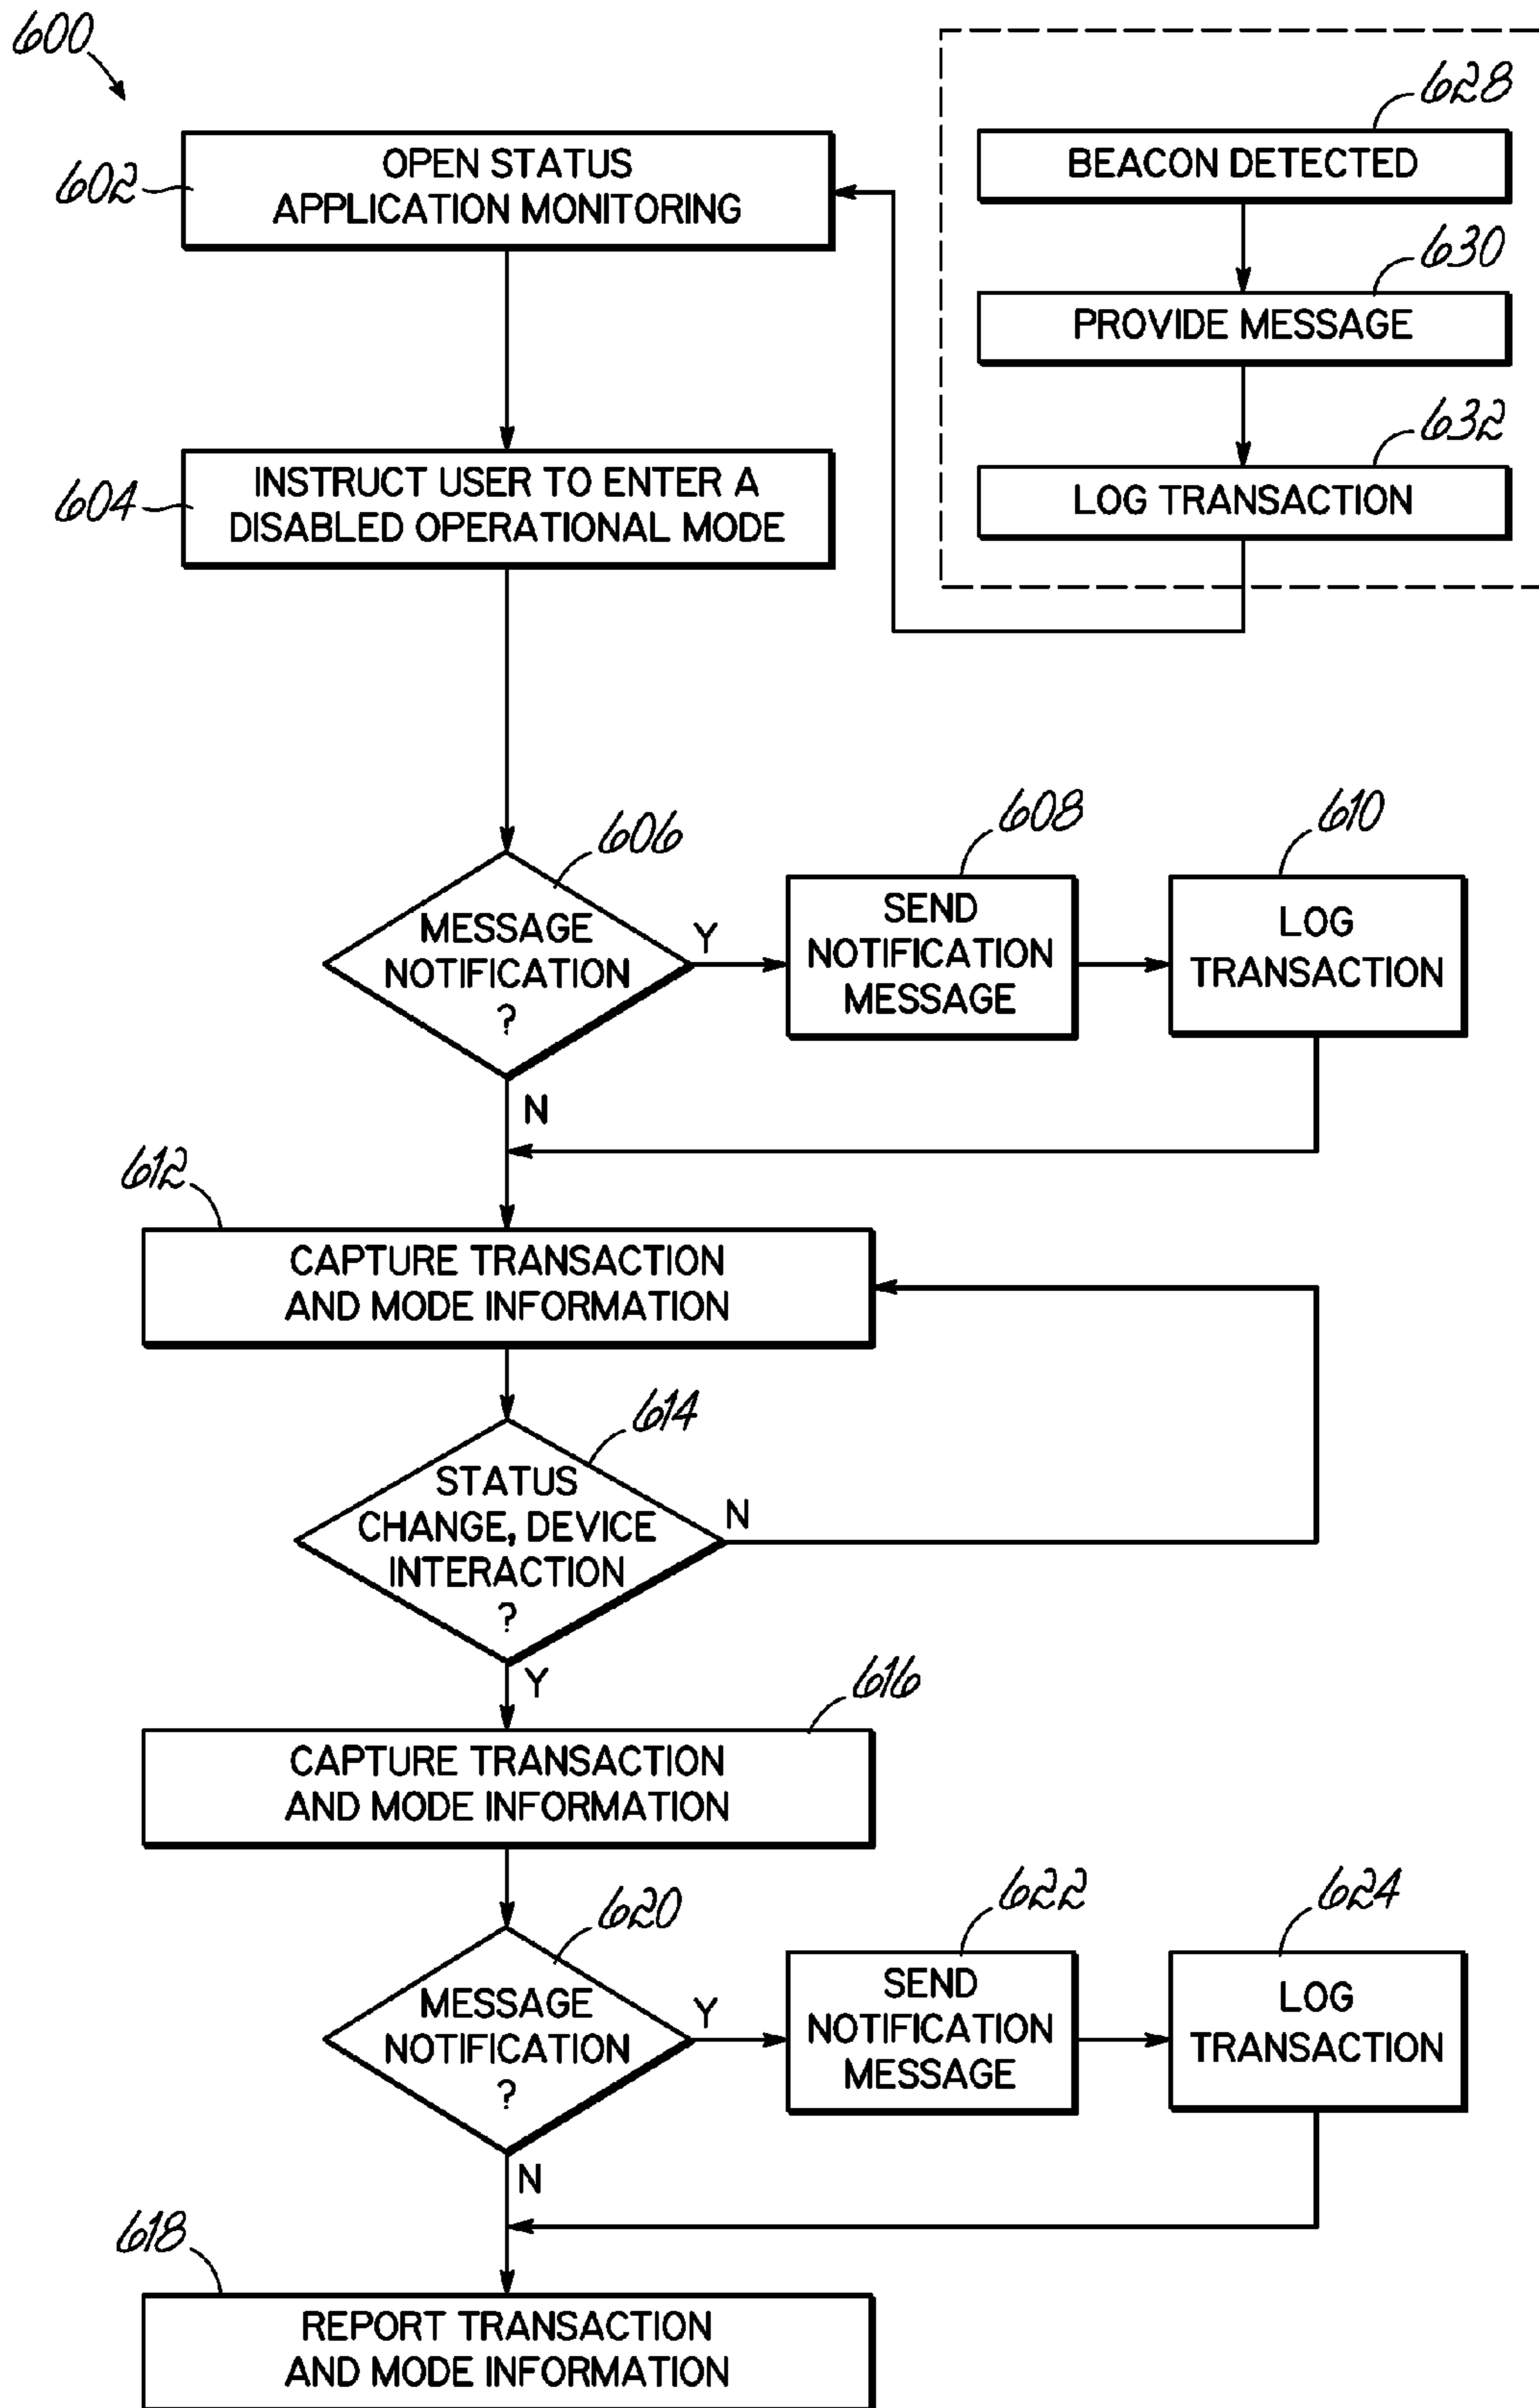 600
628
BEACON DETECTED
602
OPEN STATUS
APPLICATION MONITORING
630
PROVIDE MESSAGE
632
LOG TRANSACTION
604
INSTRUCT USER TO ENTER A
DISABLED OPERATIONAL MODE
606
MESSAGE
NOTIFICATION
?
Y
N
608
SEND
NOTIFICATION
MESSAGE
610
LOG
TRANSACTION
612
CAPTURE TRANSACTION
AND MODE INFORMATION
614
STATUS
CHANGE, DEVICE
INTERACTION
?
N
Y
616
CAPTURE TRANSACTION
AND MODE INFORMATION
620
MESSAGE
NOTIFICATION
?
Y
N
622
SEND
NOTIFICATION
MESSAGE
624
LOG
TRANSACTION
618
REPORT TRANSACTION
AND MODE INFORMATION